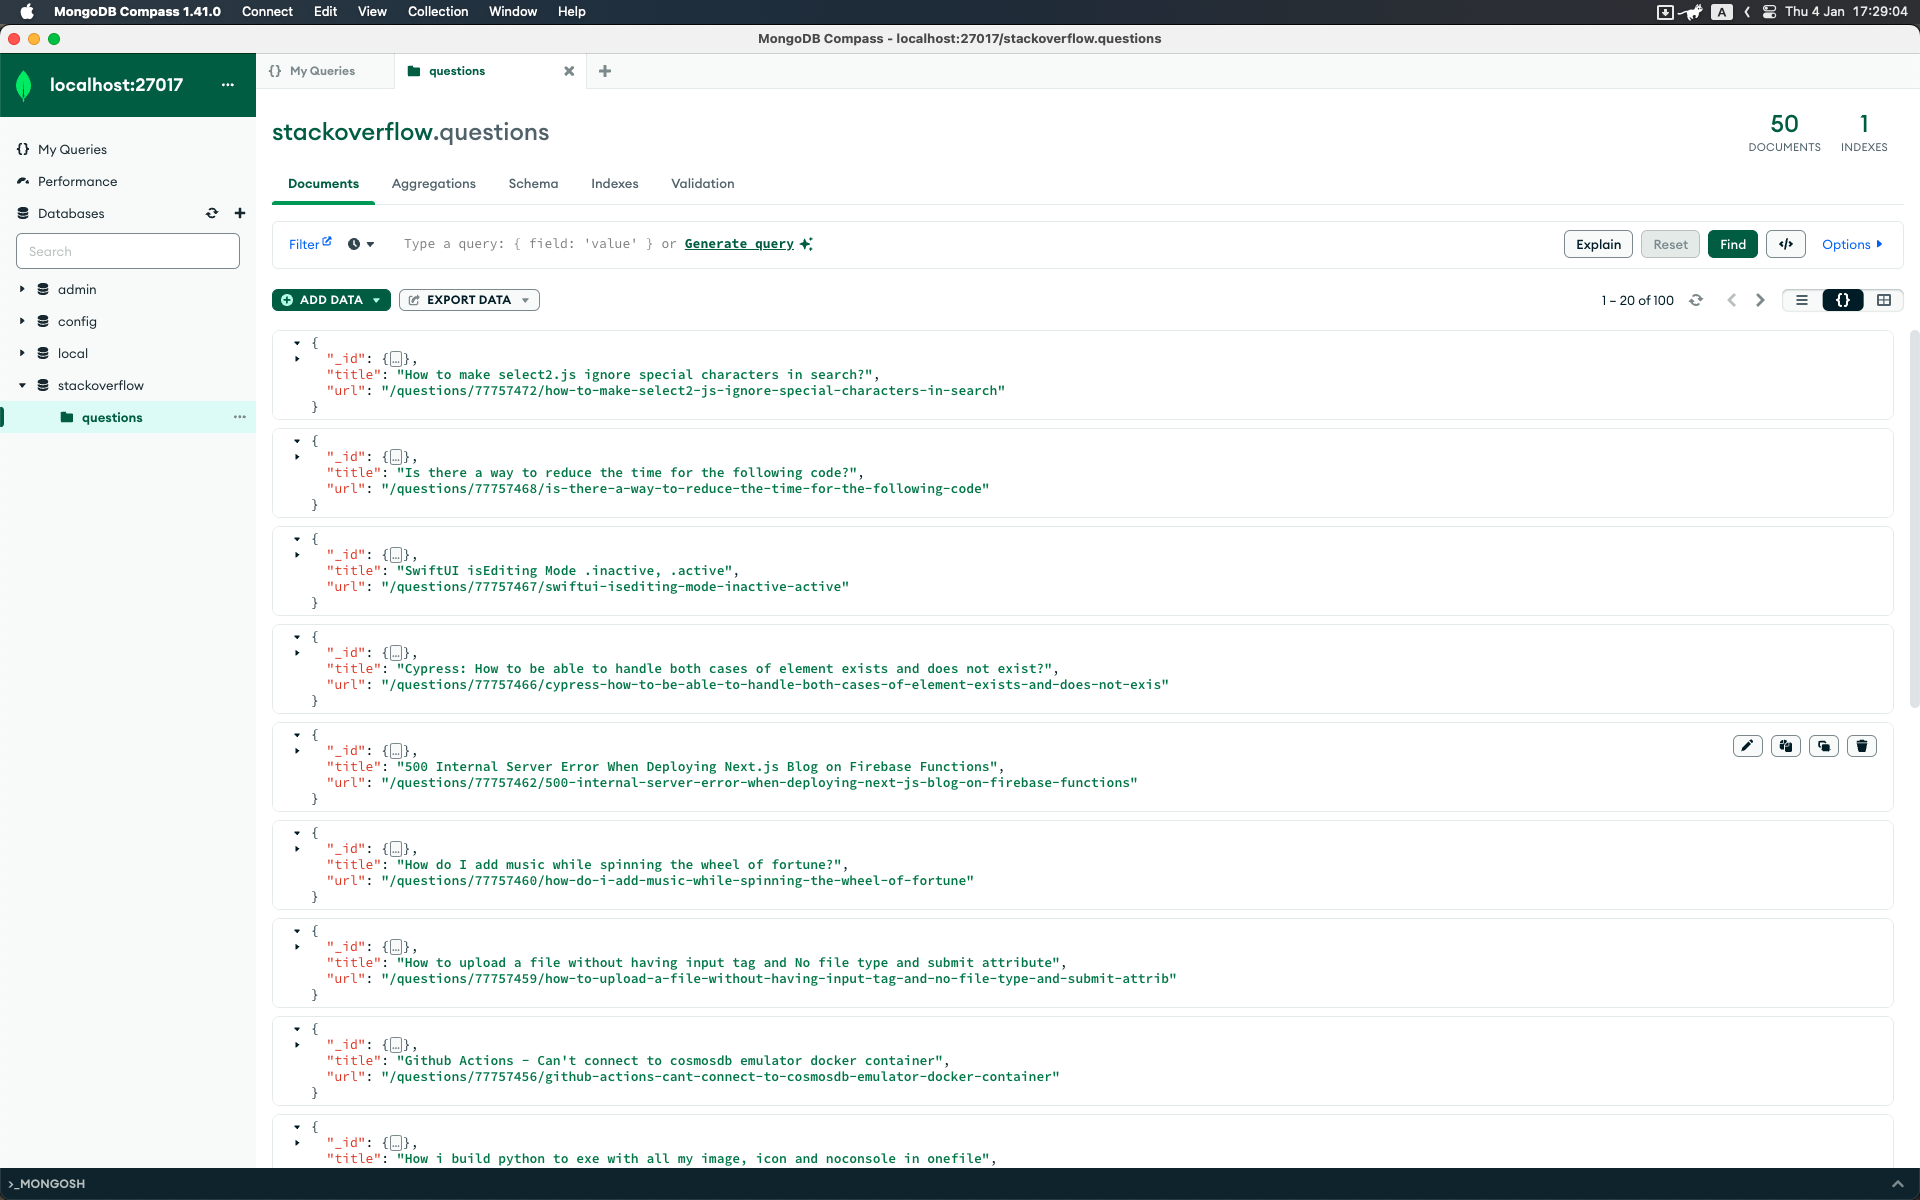 MongoDB Compass 1.41.0 Connect Edit View Collection Window Help A Thu 4 Jan 17:29:04
MongoDB Compass - localhost:27017/stackoverflow.questions
localhost:27017 ...
{} My Queries
questions
My Queries
Performance
Databases
Search
admin
config
local
stackoverflow
questions ...
stackoverflow.questions
50
DOCUMENTS
1
INDEXES
Documents Aggregations Schema Indexes Validation
Filter Type a query: { field: 'value' } or Generate query Explain Reset Find </> Options
ADD DATA EXPORT DATA 1 – 20 of 100 {}
{
"_id": {…},
"title": "How to make select2.js ignore special characters in search?",
"url": "/questions/77757472/how-to-make-select2-js-ignore-special-characters-in-search"
}
{
"_id": {…},
"title": "Is there a way to reduce the time for the following code?",
"url": "/questions/77757468/is-there-a-way-to-reduce-the-time-for-the-following-code"
}
{
"_id": {…},
"title": "SwiftUI isEditing Mode .inactive, .active",
"url": "/questions/77757467/swiftui-isediting-mode-inactive-active"
}
{
"_id": {…},
"title": "Cypress: How to be able to handle both cases of element exists and does not exist?",
"url": "/questions/77757466/cypress-how-to-be-able-to-handle-both-cases-of-element-exists-and-does-not-exis"
}
{
"_id": {…},
"title": "500 Internal Server Error When Deploying Next.js Blog on Firebase Functions",
"url": "/questions/77757462/500-internal-server-error-when-deploying-next-js-blog-on-firebase-functions"
}
{
"_id": {…},
"title": "How do I add music while spinning the wheel of fortune?",
"url": "/questions/77757460/how-do-i-add-music-while-spinning-the-wheel-of-fortune"
}
{
"_id": {…},
"title": "How to upload a file without having input tag and No file type and submit attribute",
"url": "/questions/77757459/how-to-upload-a-file-without-having-input-tag-and-no-file-type-and-submit-attrib"
}
{
"_id": {…},
"title": "Github Actions - Can't connect to cosmosdb emulator docker container",
"url": "/questions/77757456/github-actions-cant-connect-to-cosmosdb-emulator-docker-container"
}
{
"_id": {…},
"title": "How i build python to exe with all my image, icon and noconsole in onefile",
>_MONGOSH